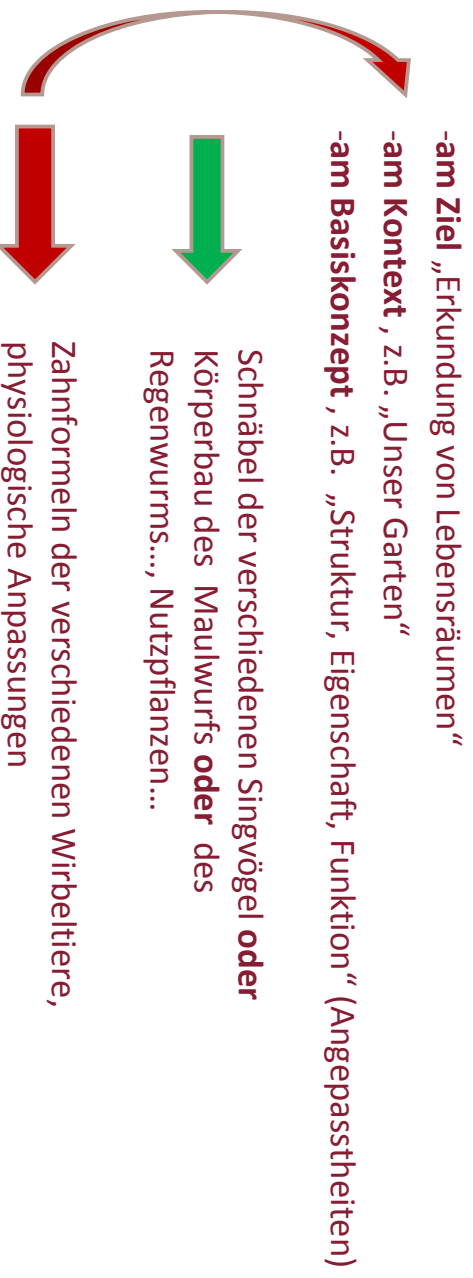 -am Ziel „Erkundung von Lebensräumen“
-am Kontext , z.B. „Unser Garten“
-am Basiskonzept , z.B. „Struktur, Eigenschaft, Funktion“ (Angepasstheiten)
Schnäbel der verschiedenen Singvögel oder
Körperbau des Maulwurfs oder des
Regenwurms…, Nutzpflanzen…
Zahnformeln der verschiedenen Wirbeltiere,
physiologische Anpassungen